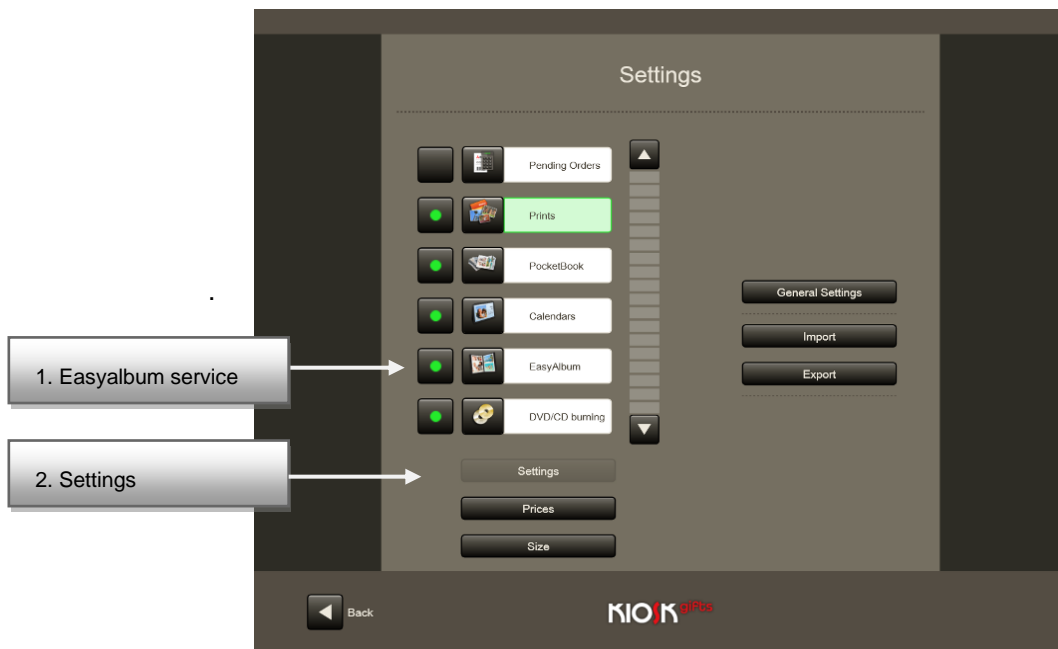 Settings
Pending Orders
Prints
PocketBook
Calendars
EasyAlbum
DVD/CD burning
Settings
Prices
Size
General Settings
Import
Export
.
1. Easyalbum service
2. Settings
Back
KIOSK gifts